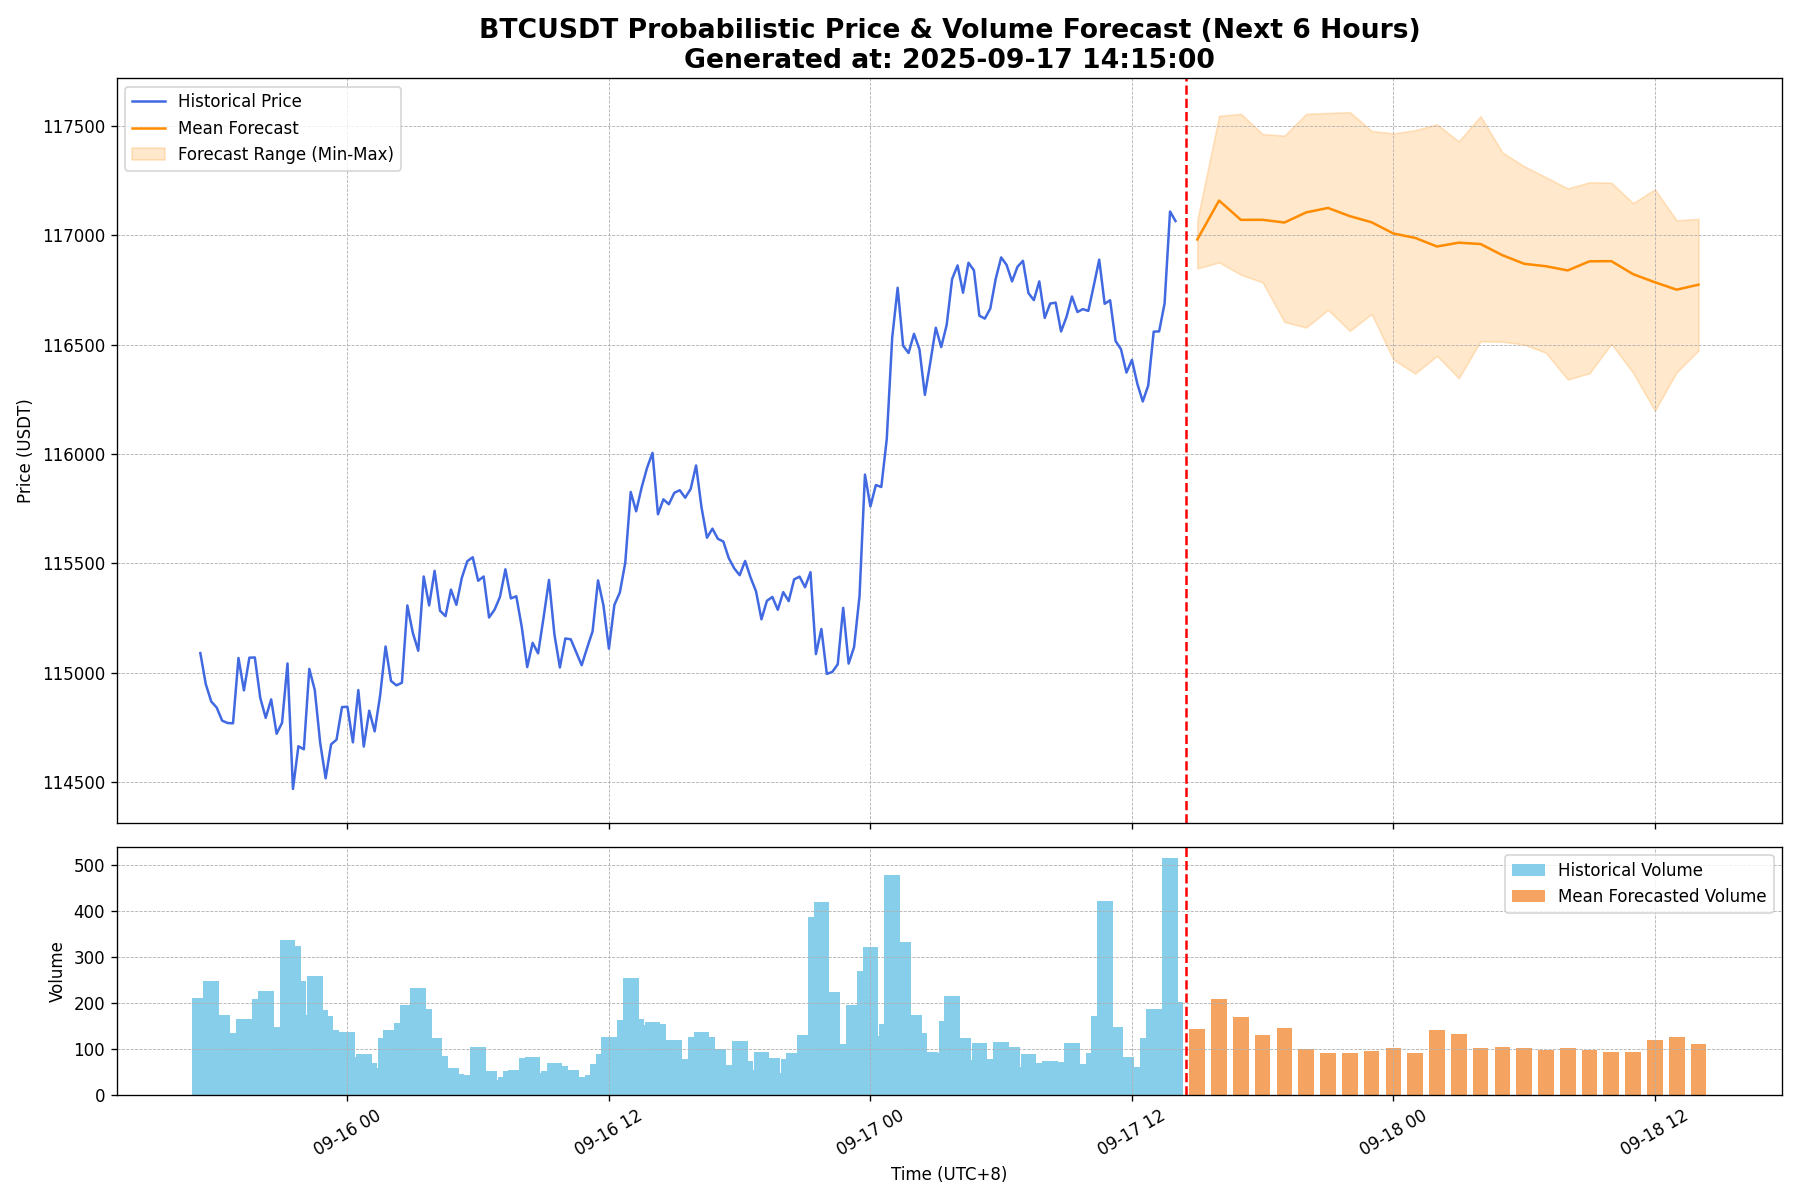 BTCUSDT Probabilistic Price & Volume Forecast (Next 6 Hours)
Generated at: 2025-09-17 14:15:00
Historical Price
Mean Forecast
Forecast Range (Min-Max)
117500
117000
116500
116000
115500
115000
114500
Price (USDT)
Historical Volume
Mean Forecasted Volume
500
400
300
200
100
0
Volume
09-16 00
09-16 12
09-17 00
09-17 12
09-18 00
09-18 12
Time (UTC+8)